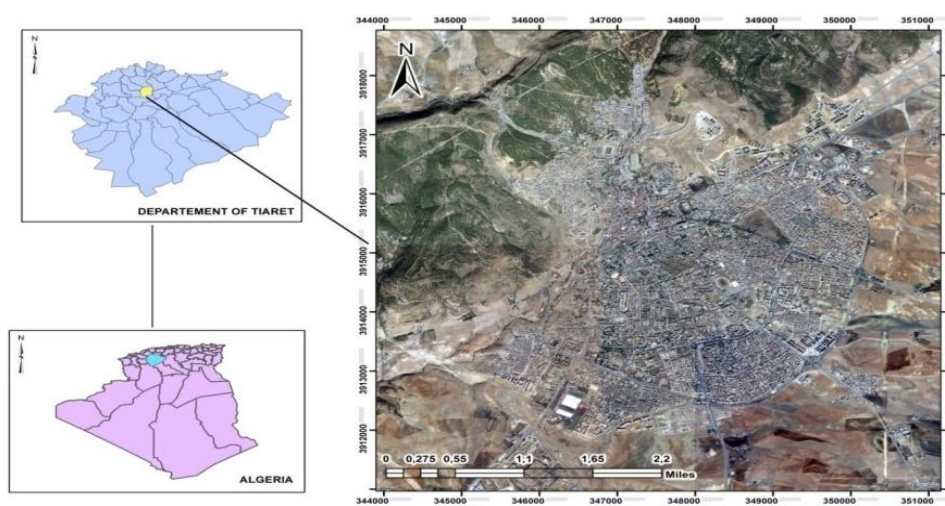 N
DEPARTEMENT OF TIARET
N
ALGERIA
344000 345000 346000 347000 348000 349000 350000 351000
N
3918000
3917000
3916000
3915000
3914000
3913000
3912000
0 0,275 0,55 1,1 1,65 2,2
Miles
344000 345000 346000 347000 348000 349000 350000 351000